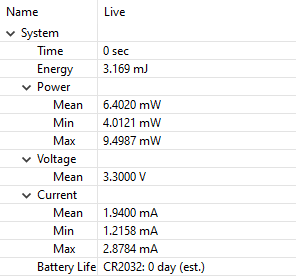 Name Live
System
Time 0 sec
Energy 3.169 mJ
Power
Mean 6.4020 mW
Min 4.0121 mW
Max 9.4987 mW
Voltage
Mean 3.3000 V
Current
Mean 1.9400 mA
Min 1.2158 mA
Max 2.8784 mA
Battery Life CR2032: 0 day (est.)